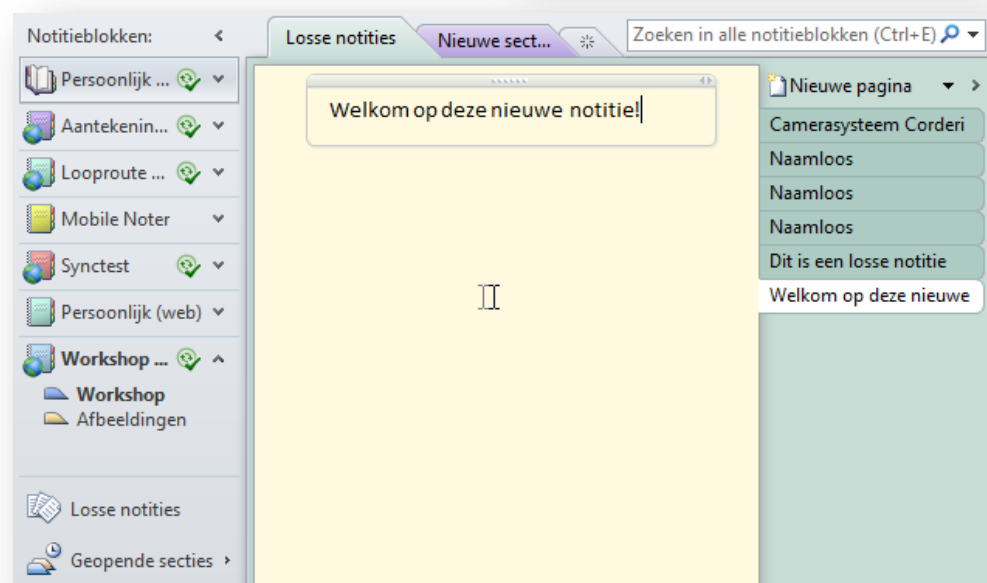 Notitieblokken:
Persoonlijk ...
Aantekenin...
Looproute ...
Mobile Noter
Synctest
Persoonlijk (web)
Workshop ...
Workshop
Afbeeldingen
Losse notities
Geopende secties
Losse notities
Nieuwe sect...
Zoeken in alle notitieblokken (Ctrl+E)
Welkom op deze nieuwe notitie!
Nieuwe pagina
Camerasysteem Corderi
Naamloos
Naamloos
Naamloos
Dit is een losse notitie
Welkom op deze nieuwe